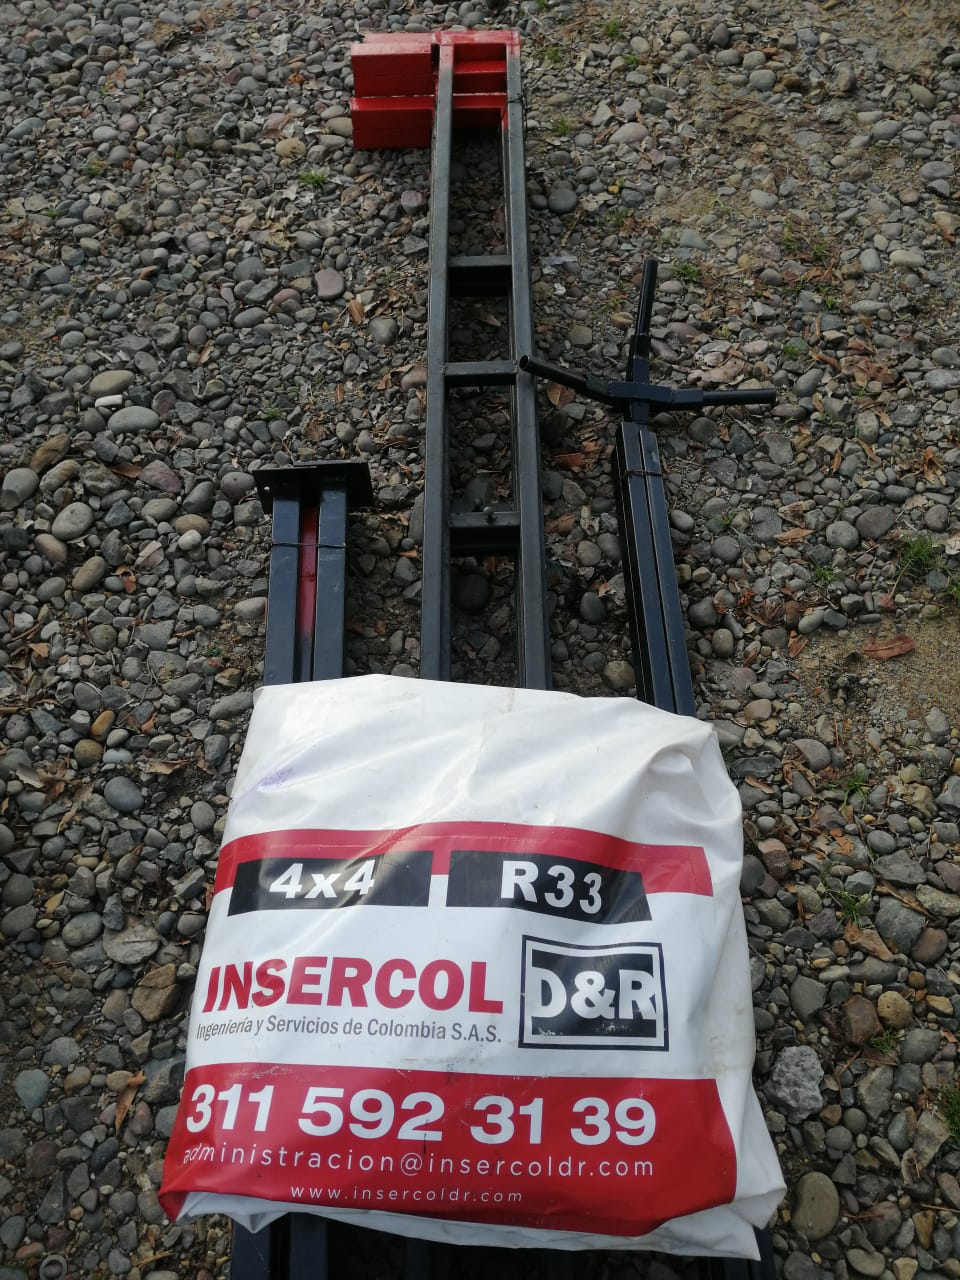 4x4 R33
INSERCOL D&R
Ingeniería y Servicios de Colombia S.A.S.
311 592 31 39
administracion@insercoldr.com
www.insercoldr.com